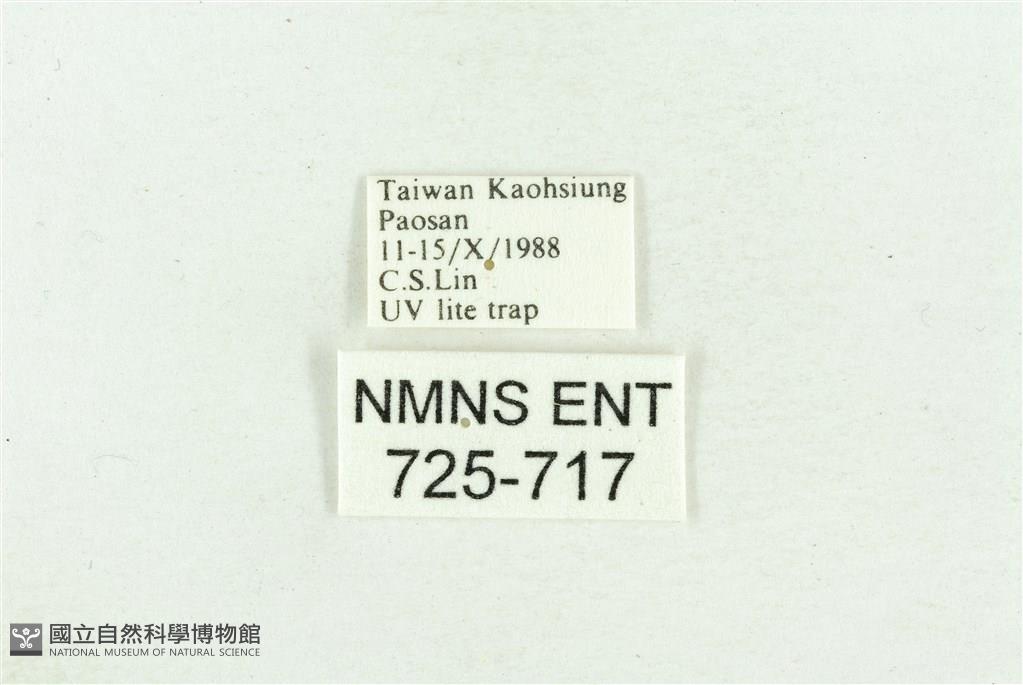 Taiwan Kaohsiung
Paosan
11-15/X/1988
C.S.Lin
UV lite trap
NMNS ENT
725-717
國立自然科學博物館
NATIONAL MUSEUM OF NATURAL SCIENCE